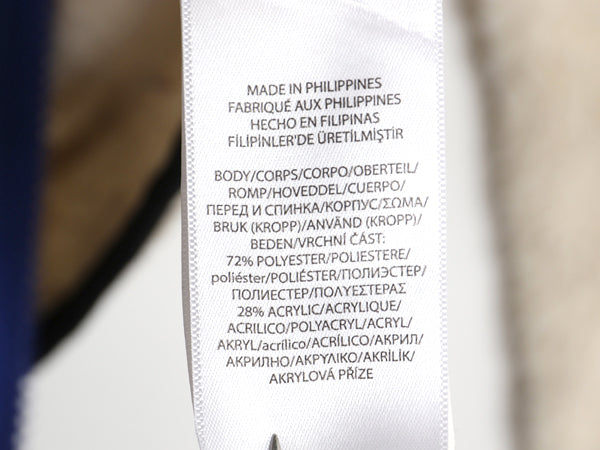 MADE IN PHILIPPINES
FABRIQUÉ AUX PHILIPPINES
HECHO EN FILIPINAS
FİLİPİNLER'DE ÜRETİLMİŞTİR
BODY/CORPS/CORPO/OBERTEIL/
ROMP/HOVEDDEL/CUERPO/
ПЕРЕД И СПИНКА/КОРПУС/ΣΩΜΑ/
BRUK (KROPP)/ANVÄND (KROPP)/
BEDEN/VRCHNÍ ČÁST:
72% POLYESTER/POLIESTERE/
poliéster/POLIÉSTER/ПОЛИЭСТЕР/
ПОЛИЕСТЕР/ΠΟΛΥΕΣΤΕΡΑΣ
28% ACRYLIC/ACRYLIQUE/
ACRILICO/POLYACRYL/ACRYL/
AKRYL/acrílico/ACRÍLICO/АКРИЛ/
АКРИЛНО/ΑΚΡΥΛΙΚΟ/AKRİLİK/
AKRYLOVÁ PŘÍZE